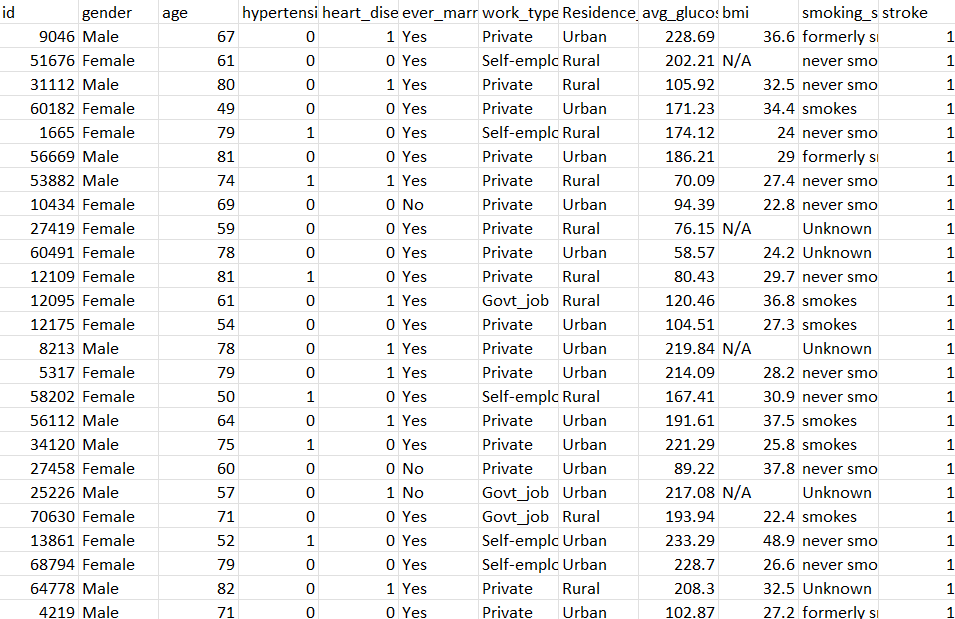 id gender age hypertensi heart_dise ever_marr work_type Residence_ avg_glucos bmi smoking_s stroke
9046 Male 67 0 1 Yes Private Urban 228.69 36.6 formerly s 1
51676 Female 61 0 0 Yes Self-emplo Rural 202.21 N/A never smo 1
31112 Male 80 0 1 Yes Private Rural 105.92 32.5 never smo 1
60182 Female 49 0 0 Yes Private Urban 171.23 34.4 smokes 1
1665 Female 79 1 0 Yes Self-emplo Rural 174.12 24 never smo 1
56669 Male 81 0 0 Yes Private Urban 186.21 29 formerly s 1
53882 Male 74 1 1 Yes Private Rural 70.09 27.4 never smo 1
10434 Female 69 0 0 No Private Urban 94.39 22.8 never smo 1
27419 Female 59 0 0 Yes Private Rural 76.15 N/A Unknown 1
60491 Female 78 0 0 Yes Private Urban 58.57 24.2 Unknown 1
12109 Female 81 1 0 Yes Private Rural 80.43 29.7 never smo 1
12095 Female 61 0 1 Yes Govt_job Rural 120.46 36.8 smokes 1
12175 Female 54 0 0 Yes Private Urban 104.51 27.3 smokes 1
8213 Male 78 0 1 Yes Private Urban 219.84 N/A Unknown 1
5317 Female 79 0 1 Yes Private Urban 214.09 28.2 never smo 1
58202 Female 50 1 0 Yes Self-emplo Rural 167.41 30.9 never smo 1
56112 Male 64 0 1 Yes Private Urban 191.61 37.5 smokes 1
34120 Male 75 1 0 Yes Private Urban 221.29 25.8 smokes 1
27458 Female 60 0 0 No Private Urban 89.22 37.8 never smo 1
25226 Male 57 0 1 No Govt_job Urban 217.08 N/A Unknown 1
70630 Female 71 0 0 Yes Govt_job Rural 193.94 22.4 smokes 1
13861 Female 52 1 0 Yes Self-emplo Urban 233.29 48.9 never smo 1
68794 Female 79 0 0 Yes Self-emplo Urban 228.7 26.6 never smo 1
64778 Male 82 0 1 Yes Private Rural 208.3 32.5 Unknown 1
4219 Male 71 0 0 Yes Private Urban 102.87 27.2 formerly s 1